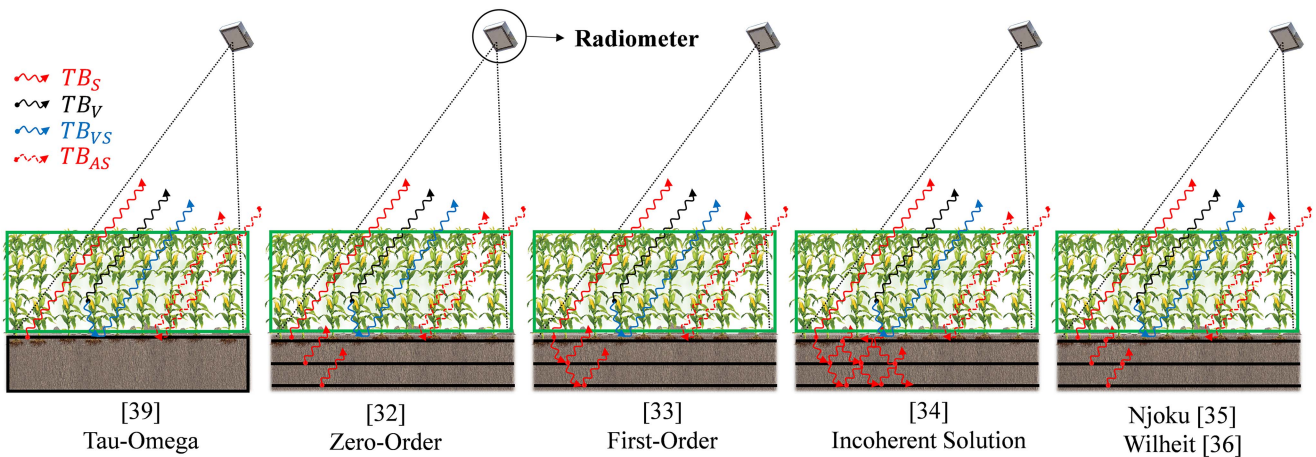 Radiometer
TB_S
TB_V
TB_VS
TB_AS
[39]
Tau-Omega
[32]
Zero-Order
[33]
First-Order
[34]
Incoherent Solution
Njoku [35]
Wilheit [36]